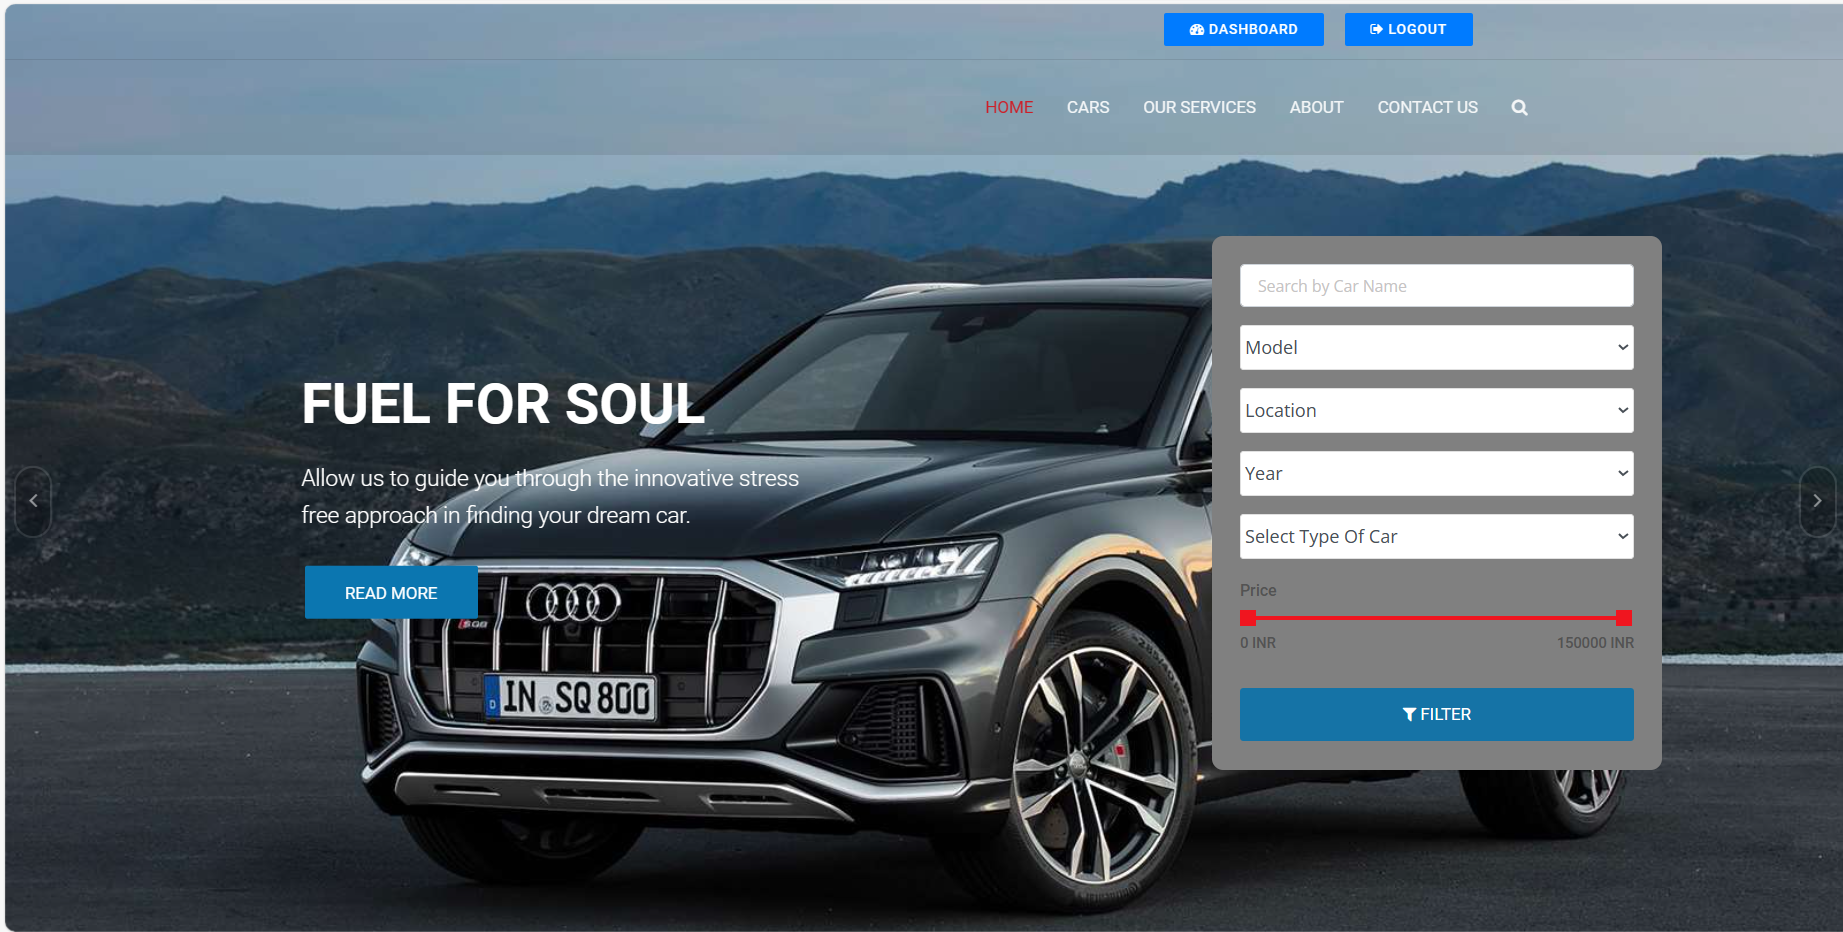 DASHBOARD
LOGOUT
HOME
CARS
OUR SERVICES
ABOUT
CONTACT US
Search by Car Name
Model
Location
Year
Select Type Of Car
Price
0 INR
150000 INR
FILTER
FUEL FOR SOUL
Allow us to guide you through the innovative stress
free approach in finding your dream car.
READ MORE
SQ8
D
IN SQ 800